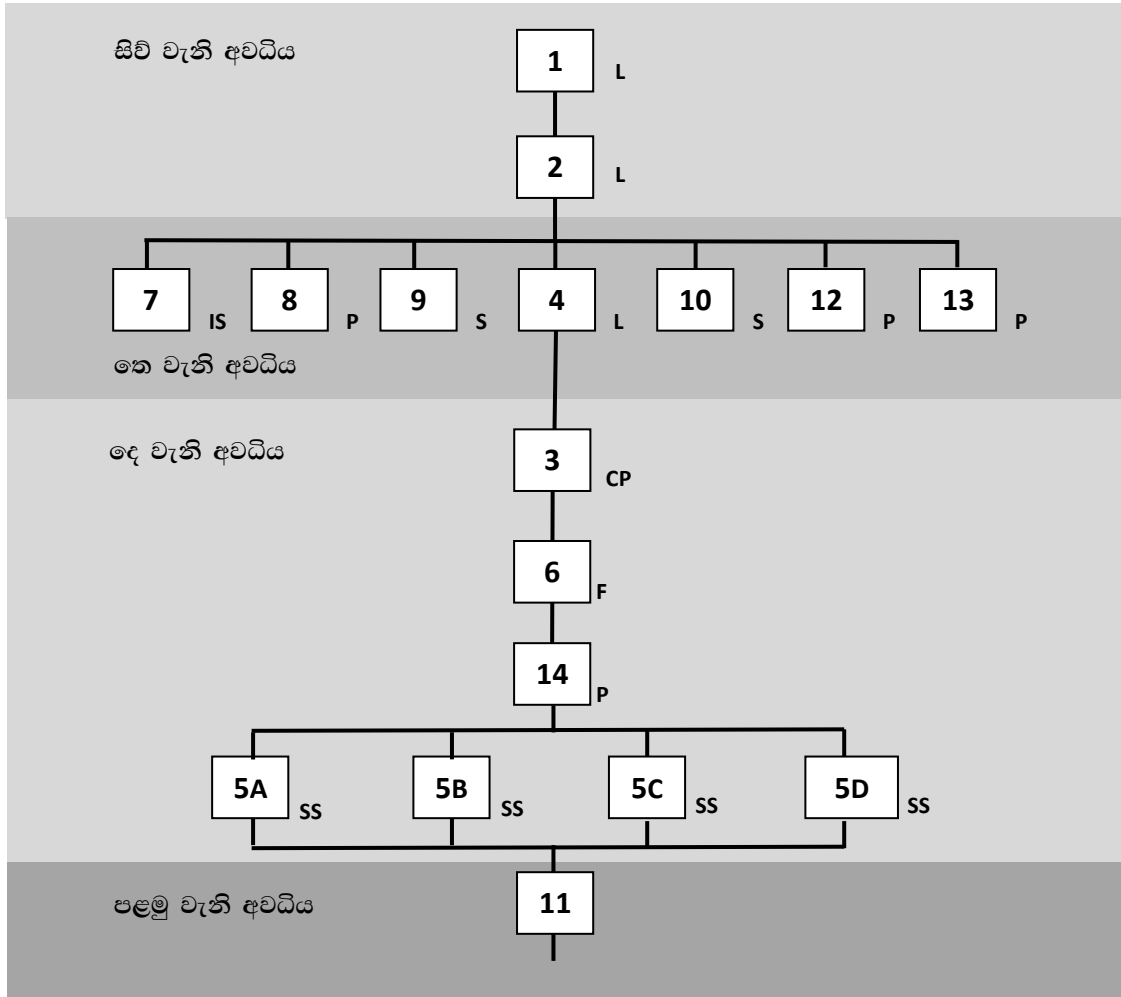 සිව් වැනි අවධිය
1 L
2 L
7 IS 8 P 9 S 4 L 10 S 12 P 13 P
තෙ වැනි අවධිය
දෙ වැනි අවධිය
3 CP
6 F
14 P
5A SS 5B SS 5C SS 5D SS
පළමු වැනි අවධිය
11